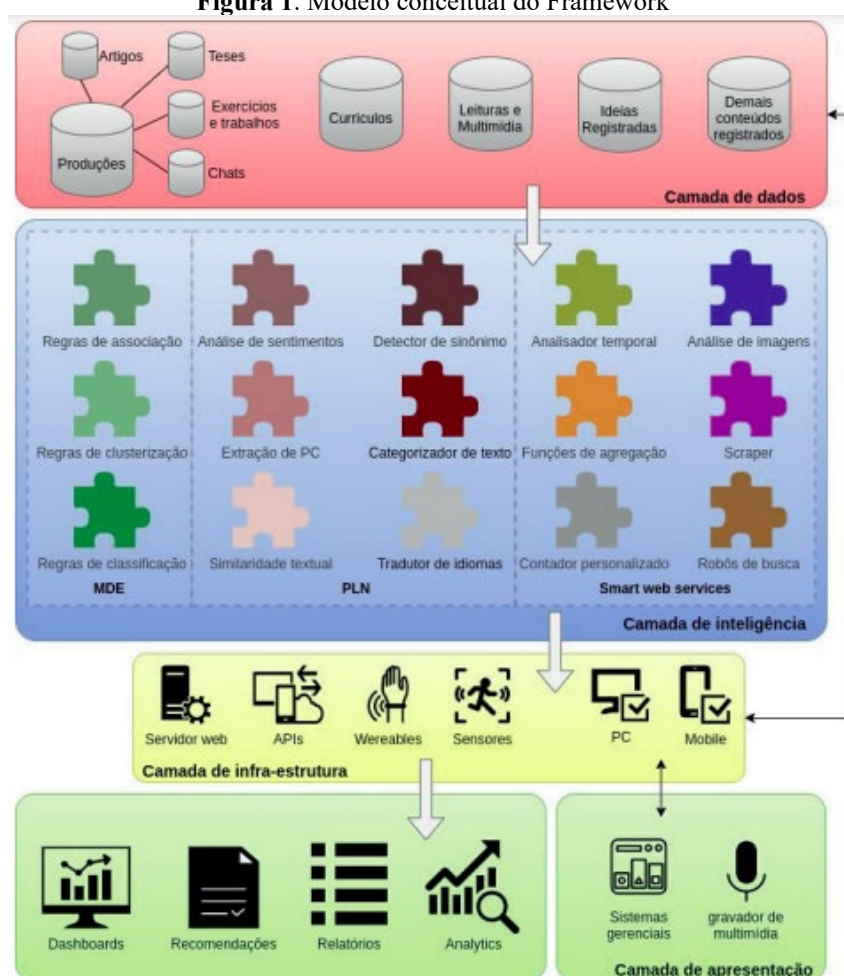 Figura 1. Modelo conceitual do Framework
Artigos
Teses
Exercícios
e trabalhos
Chats
Produções
Currículos
Leituras e
Multimídia
Ideias
Registradas
Demais
conteúdos
registrados
Camada de dados
Regras de associação
Análise de sentimentos
Detector de sinônimo
Analisador temporal
Análise de imagens
Regras de clusterização
Extração de PC
Categorizador de texto
Funções de agregação
Scraper
Regras de classificação
Similaridade textual
Tradutor de idiomas
Contador personalizado
Robôs de busca
MDE
PLN
Smart web services
Camada de inteligência
Servidor web
APIs
Wereables
Sensores
PC
Mobile
Camada de infra-estrutura
Dashboards
Recomendações
Relatórios
Analytics
Sistemas
gerenciais
gravador de
multimídia
Camada de apresentação